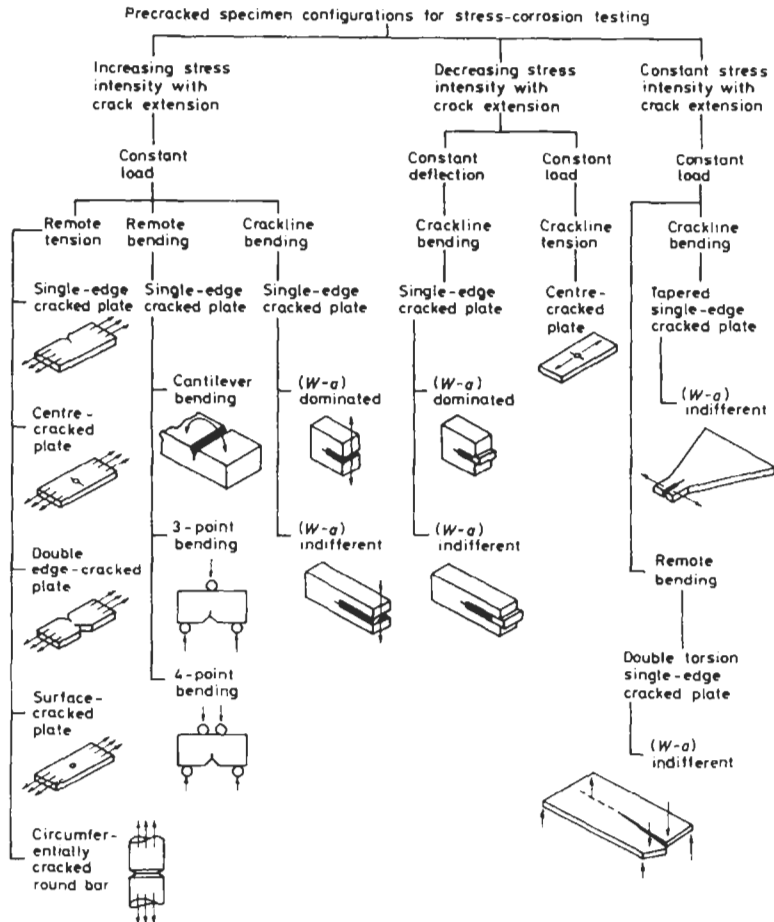 Precracked specimen configurations for stress-corrosion testing
Increasing stress
intensity with
crack extension
Decreasing stress
intensity with
crack extension
Constant stress
intensity with
crack extension
Constant
load
Constant
deflection
Constant
load
Constant
load
Remote
tension
Remote
bending
Crackline
bending
Crackline
bending
Crackline
tension
Crackline
bending
Single-edge
cracked plate
Single-edge
cracked plate
Single-edge
cracked plate
Single-edge
cracked plate
Centre-
cracked
plate
Tapered
single-edge
cracked plate
Cantilever
bending
(W-a)
dominated
(W-a)
dominated
(W-a)
indifferent
Centre-
cracked
plate
3-point
bending
(W-a)
indifferent
(W-a)
indifferent
Double
edge-cracked
plate
Remote
bending
4-point
bending
Double torsion
single-edge
cracked plate
Surface-
cracked
plate
(W-a)
indifferent
Circumfer-
entially
cracked
round bar